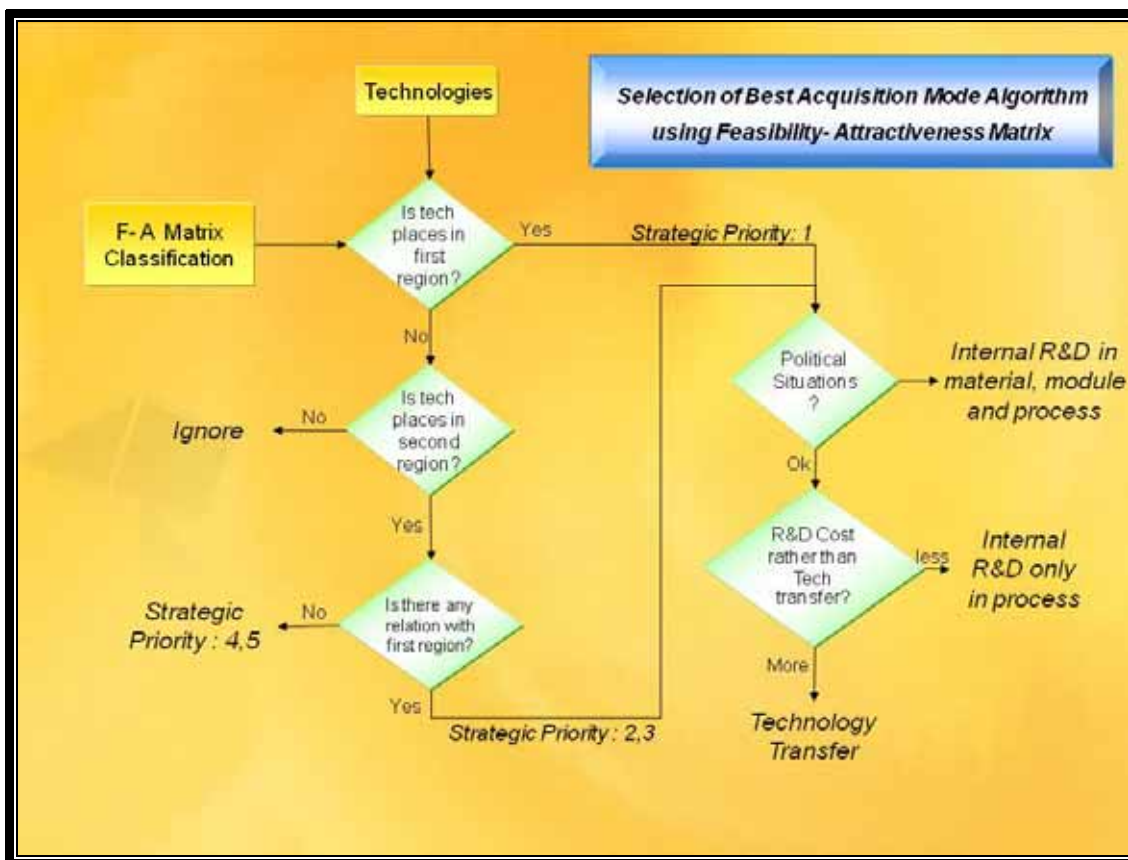 Technologies
Selection of Best Acquisition Mode Algorithm
using Feasibility- Attractiveness Matrix
F- A Matrix
Classification
Is tech
places in
first
region?
Yes
Strategic Priority: 1
No
Political
Situations
?
Internal R&D in
material, module
and process
Is tech
places in
second
region?
No
Ignore
Ok
Yes
R&D Cost
rather than
Tech
transfer?
less
Internal
R&D only
in process
Is there any
relation with
first region?
No
Strategic
Priority : 4,5
More
Yes
Strategic Priority : 2,3
Technology
Transfer